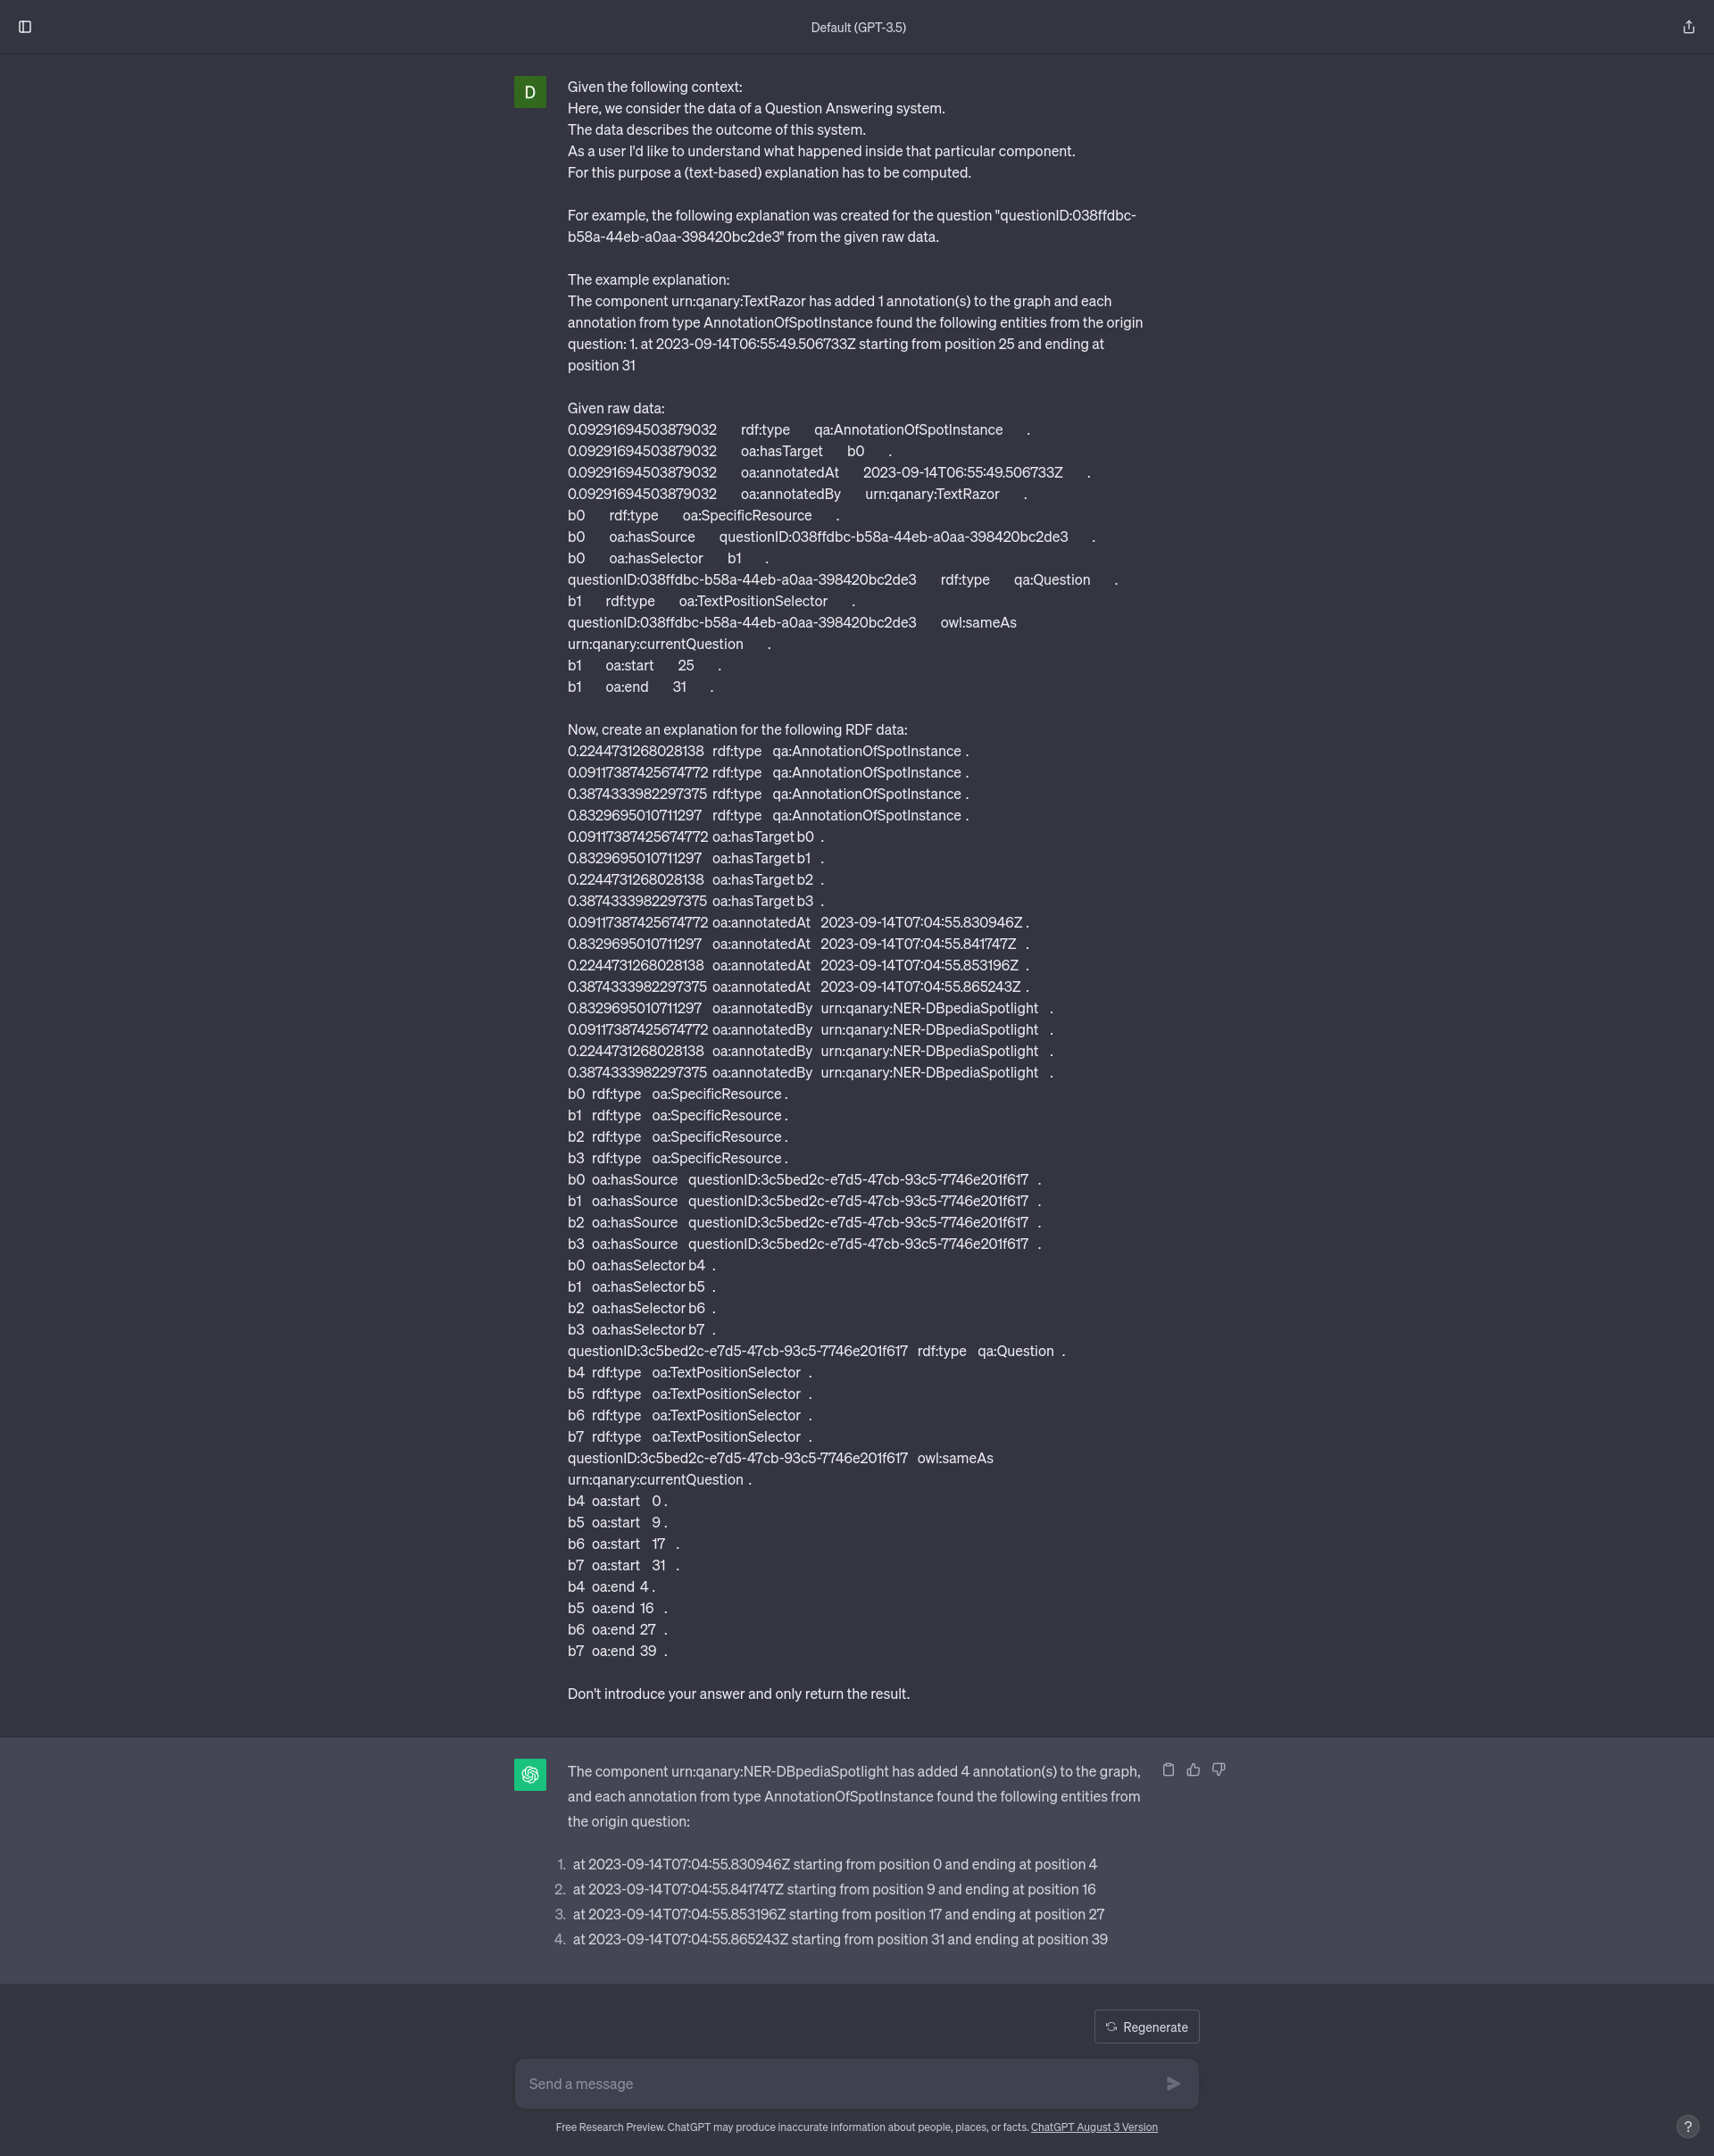 Default (GPT-3.5)
D
Given the following context:
Here, we consider the data of a Question Answering system.
The data describes the outcome of this system.
As a user I'd like to understand what happened inside that particular component.
For this purpose a (text-based) explanation has to be computed.
For example, the following explanation was created for the question "questionID:038ffdbc-
b58a-44eb-a0aa-398420bc2de3" from the given raw data.
The example explanation:
The component urn:qanary:TextRazor has added 1 annotation(s) to the graph and each
annotation from type AnnotationOfSpotInstance found the following entities from the origin
question: 1. at 2023-09-14T06:55:49.506733Z starting from position 25 and ending at
position 31
Given raw data:
0.09291694503879032 rdf:type qa:AnnotationOfSpotInstance .
0.09291694503879032 oa:hasTarget b0 .
0.09291694503879032 oa:annotatedAt 2023-09-14T06:55:49.506733Z .
0.09291694503879032 oa:annotatedBy urn:qanary:TextRazor .
b0 rdf:type oa:SpecificResource .
b0 oa:hasSource questionID:038ffdbc-b58a-44eb-a0aa-398420bc2de3 .
b0 oa:hasSelector b1 .
questionID:038ffdbc-b58a-44eb-a0aa-398420bc2de3 rdf:type qa:Question .
b1 rdf:type oa:TextPositionSelector .
questionID:038ffdbc-b58a-44eb-a0aa-398420bc2de3 owl:sameAs
urn:qanary:currentQuestion .
b1 oa:start 25 .
b1 oa:end 31 .
Now, create an explanation for the following RDF data:
0.2244731268028138 rdf:type qa:AnnotationOfSpotInstance .
0.09117387425674772 rdf:type qa:AnnotationOfSpotInstance .
0.3874333982297375 rdf:type qa:AnnotationOfSpotInstance .
0.8329695010711297 rdf:type qa:AnnotationOfSpotInstance .
0.09117387425674772 oa:hasTarget b0 .
0.8329695010711297 oa:hasTarget b1 .
0.2244731268028138 oa:hasTarget b2 .
0.3874333982297375 oa:hasTarget b3 .
0.09117387425674772 oa:annotatedAt 2023-09-14T07:04:55.830946Z .
0.8329695010711297 oa:annotatedAt 2023-09-14T07:04:55.841747Z .
0.2244731268028138 oa:annotatedAt 2023-09-14T07:04:55.853196Z .
0.3874333982297375 oa:annotatedAt 2023-09-14T07:04:55.865243Z .
0.8329695010711297 oa:annotatedBy urn:qanary:NER-DBpediaSpotlight .
0.09117387425674772 oa:annotatedBy urn:qanary:NER-DBpediaSpotlight .
0.2244731268028138 oa:annotatedBy urn:qanary:NER-DBpediaSpotlight .
0.3874333982297375 oa:annotatedBy urn:qanary:NER-DBpediaSpotlight .
b0 rdf:type oa:SpecificResource .
b1 rdf:type oa:SpecificResource .
b2 rdf:type oa:SpecificResource .
b3 rdf:type oa:SpecificResource .
b0 oa:hasSource questionID:3c5bed2c-e7d5-47cb-93c5-7746e201f617 .
b1 oa:hasSource questionID:3c5bed2c-e7d5-47cb-93c5-7746e201f617 .
b2 oa:hasSource questionID:3c5bed2c-e7d5-47cb-93c5-7746e201f617 .
b3 oa:hasSource questionID:3c5bed2c-e7d5-47cb-93c5-7746e201f617 .
b0 oa:hasSelector b4 .
b1 oa:hasSelector b5 .
b2 oa:hasSelector b6 .
b3 oa:hasSelector b7 .
questionID:3c5bed2c-e7d5-47cb-93c5-7746e201f617 rdf:type qa:Question .
b4 rdf:type oa:TextPositionSelector .
b5 rdf:type oa:TextPositionSelector .
b6 rdf:type oa:TextPositionSelector .
b7 rdf:type oa:TextPositionSelector .
questionID:3c5bed2c-e7d5-47cb-93c5-7746e201f617 owl:sameAs
urn:qanary:currentQuestion .
b4 oa:start 0 .
b5 oa:start 9 .
b6 oa:start 17 .
b7 oa:start 31 .
b4 oa:end 4 .
b5 oa:end 16 .
b6 oa:end 27 .
b7 oa:end 39 .
Don't introduce your answer and only return the result.
The component urn:qanary:NER-DBpediaSpotlight has added 4 annotation(s) to the graph,
and each annotation from type AnnotationOfSpotInstance found the following entities from
the origin question:
1. at 2023-09-14T07:04:55.830946Z starting from position 0 and ending at position 4
2. at 2023-09-14T07:04:55.841747Z starting from position 9 and ending at position 16
3. at 2023-09-14T07:04:55.853196Z starting from position 17 and ending at position 27
4. at 2023-09-14T07:04:55.865243Z starting from position 31 and ending at position 39
Regenerate
Send a message
Free Research Preview. ChatGPT may produce inaccurate information about people, places, or facts. ChatGPT August 3 Version
?